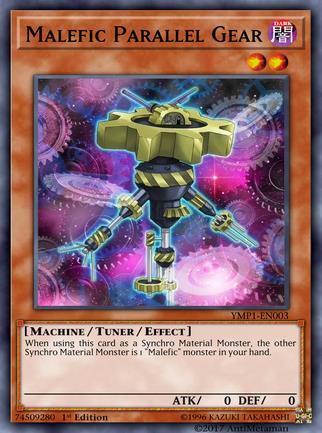 Malefic Parallel Gear
DARK
闇
YMP1-EN003
[Machine / Tuner / Effect]
When using this card as a Synchro Material Monster, the other
Synchro Material Monster is 1 "Malefic" monster in your hand.
ATK/ 0 DEF/ 0
74509280 1st Edition ©1996 KAZUKI TAKAHASHI
©2017 AntiMetaman